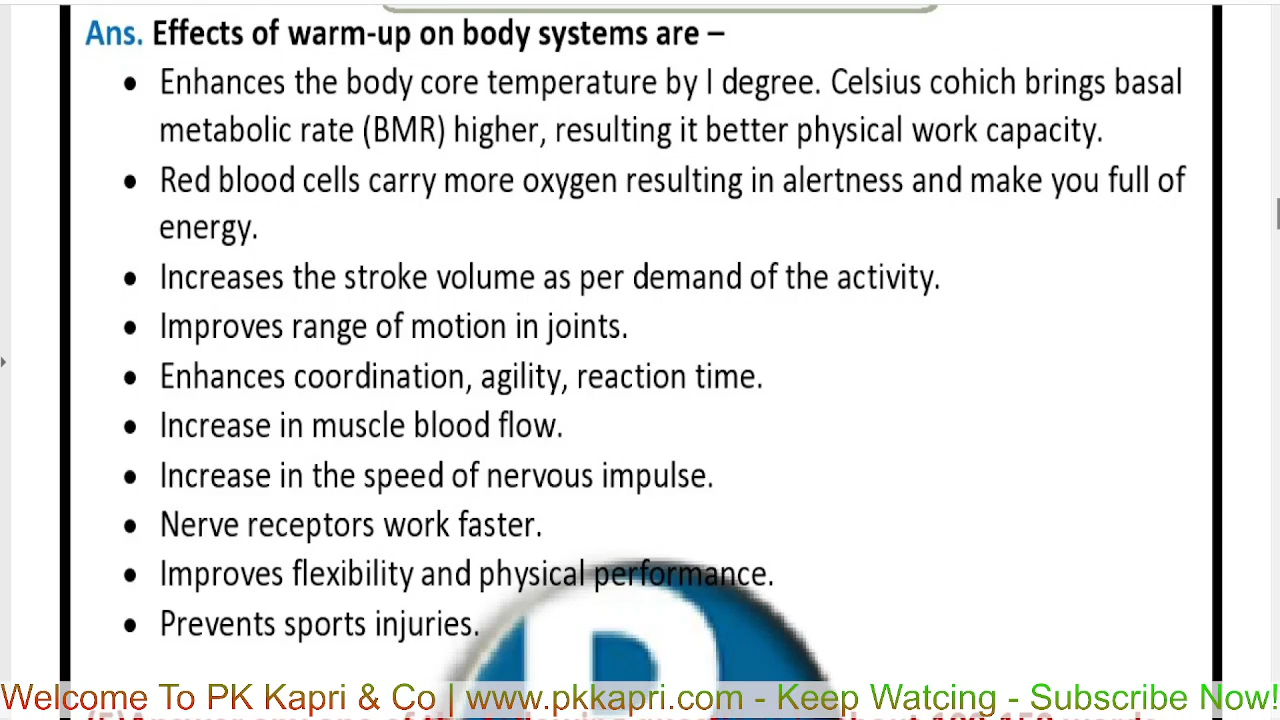 Ans. Effects of warm-up on body systems are –
• Enhances the body core temperature by I degree. Celsius cohich brings basal
metabolic rate (BMR) higher, resulting it better physical work capacity.
• Red blood cells carry more oxygen resulting in alertness and make you full of
energy.
• Increases the stroke volume as per demand of the activity.
• Improves range of motion in joints.
• Enhances coordination, agility, reaction time.
• Increase in muscle blood flow.
• Increase in the speed of nervous impulse.
• Nerve receptors work faster.
• Improves flexibility and physical performance.
• Prevents sports injuries.
Welcome To PK Kapri & Co | www.pkkapri.com - Keep Watcing - Subscribe Now!